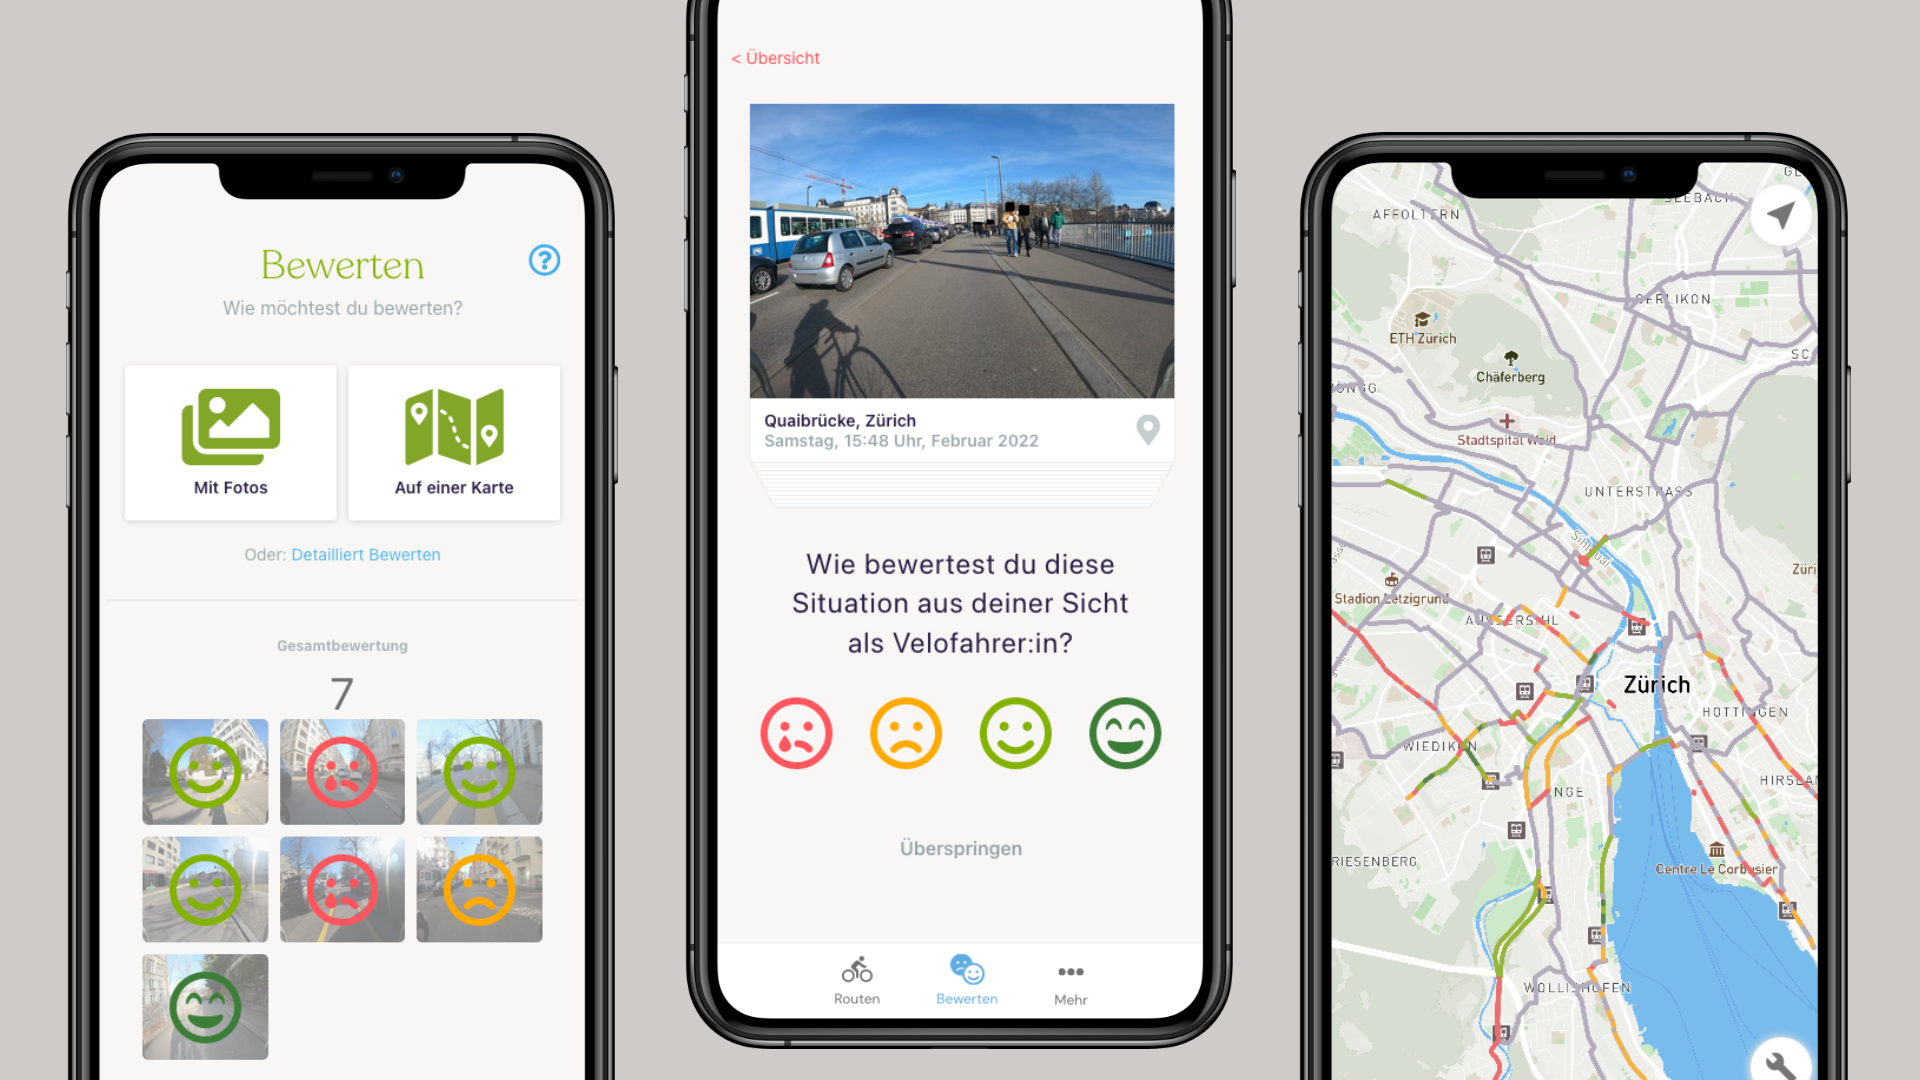 Bewerten
Wie möchtest du bewerten?
Mit Fotos
Auf einer Karte
Oder: Detailliert Bewerten
Gesamtbewertung
7
< Übersicht
Quaibrücke, Zürich
Samstag, 15:48 Uhr, Februar 2022
Wie bewertest du diese
Situation aus deiner Sicht
als Velofahrer:in?
Überspringen
Routen
Bewerten
Mehr
AFFOLTERN
SEEBACH
OERLIKON
ETH Zürich
Chäferberg
Stadtspital Waid
UNTERSTRASS
Stadion Letzigrund
AUSSERSIHL
Zürich
HOTTINGEN
WIEDIKON
ENGE
RIESENBERG
Centre Le Corbusier
WOLLISHOFEN